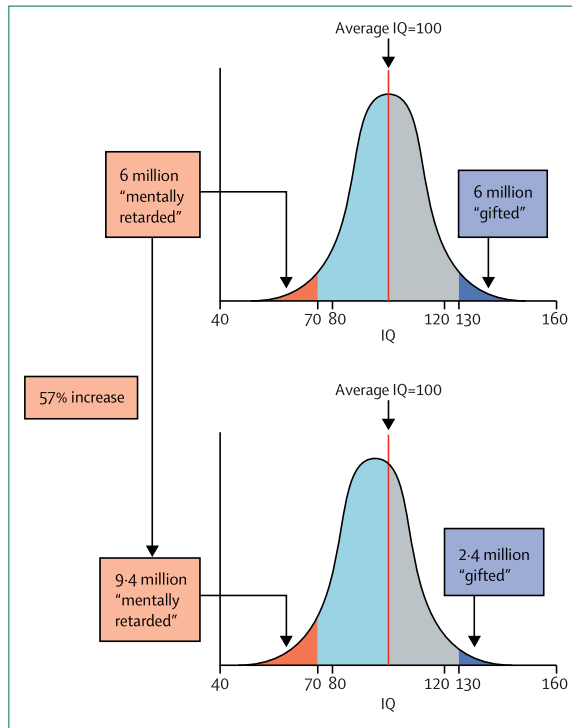 Average IQ=100
6 million
“mentally
retarded”
6 million
“gifted”
40
70 80
120 130
160
IQ
57% increase
Average IQ=100
9·4 million
“mentally
retarded”
2·4 million
“gifted”
40
70 80
120 130
160
IQ